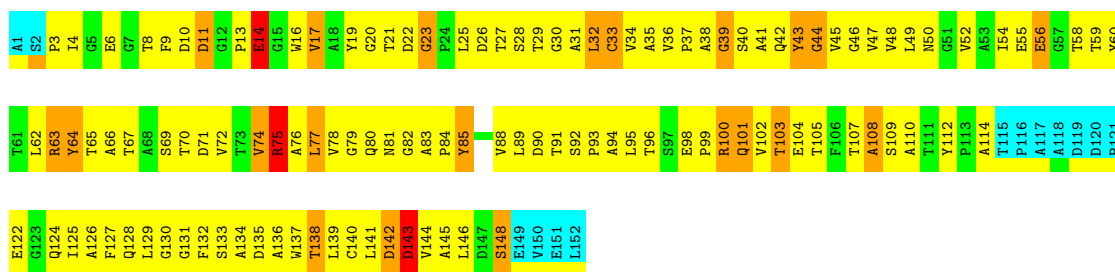 A1 S2 P3 I4 G5 E6 G7 T8 F9 D10 D11 G12 P13 E14 G15 W16 V17 A18 Y19 G20 T21 D22 G23 P24 L25 D26 T27 S28 T29 G30 A31 L32 C33 V34 A35 V36 P37 A38 G39 S40 A41 Q42 Y43 G44 V45 G46 V47 V48 L49 N50 G51 V52 A53 I54 E55 E56 G57 T58 T59 Y60
T61 L62 R63 Y64 T65 A66 T67 A68 S69 T70 D71 V72 T73 V74 R75 A76 L77 V78 G79 Q80 N81 G82 A83 P84 Y85 V88 L89 D90 T91 S92 P93 A94 L95 T96 S97 E98 P99 R100 Q101 V102 T103 E104 T105 F106 T107 A108 S109 A110 T111 Y112 P113 A114 T115 P116 A117 A118 D119 D120
E122 G123 Q124 I125 A126 F127 Q128 L129 G130 G131 F132 S133 A134 D135 A136 W137 T138 L139 C140 L141 D142 D143 V144 A145 L146 D147 S148 E149 V150 E151 L152